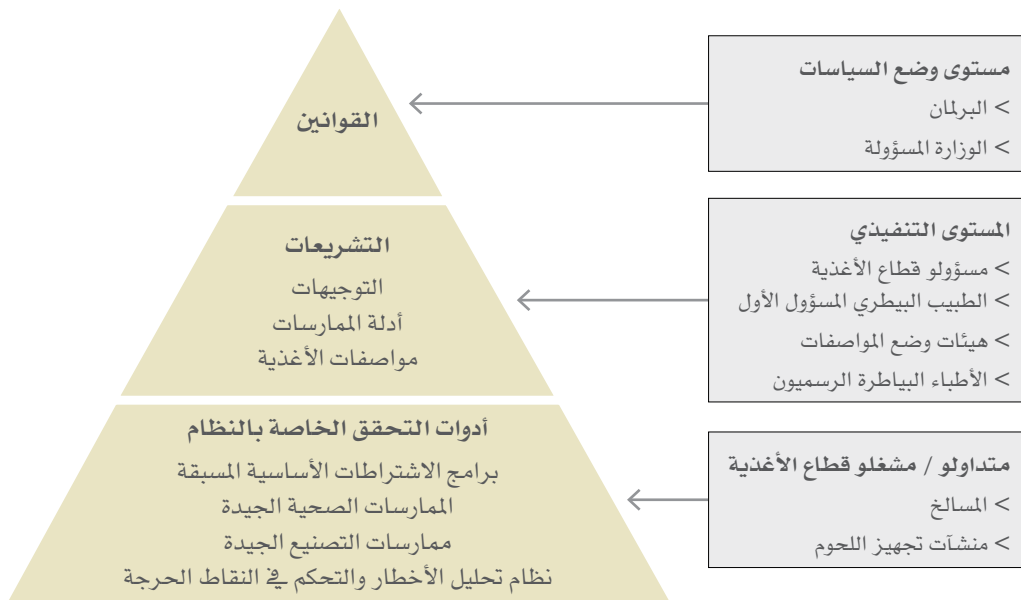 القوانين
مستوى وضع السياسات
> البرلمان
> الوزارة المسؤولة
التشريعات
التوجيهات
أدلة الممارسات
مواصفات الأغذية
المستوى التنفيذي
> مسؤولو قطاع الأغذية
> الطبيب البيطري المسؤول الأول
> هيئات وضع المواصفات
> الأطباء البياطرة الرسميون
أدوات التحقق الخاصة بالنظام
برامج الاشتراطات الأساسية المسبقة
الممارسات الصحية الجيدة
ممارسات التصنيع الجيدة
نظام تحليل الأخطار والتحكم في النقاط الحرجة
متداولو / مشغلو قطاع الأغذية
> المسالخ
> منشآت تجهيز اللحوم